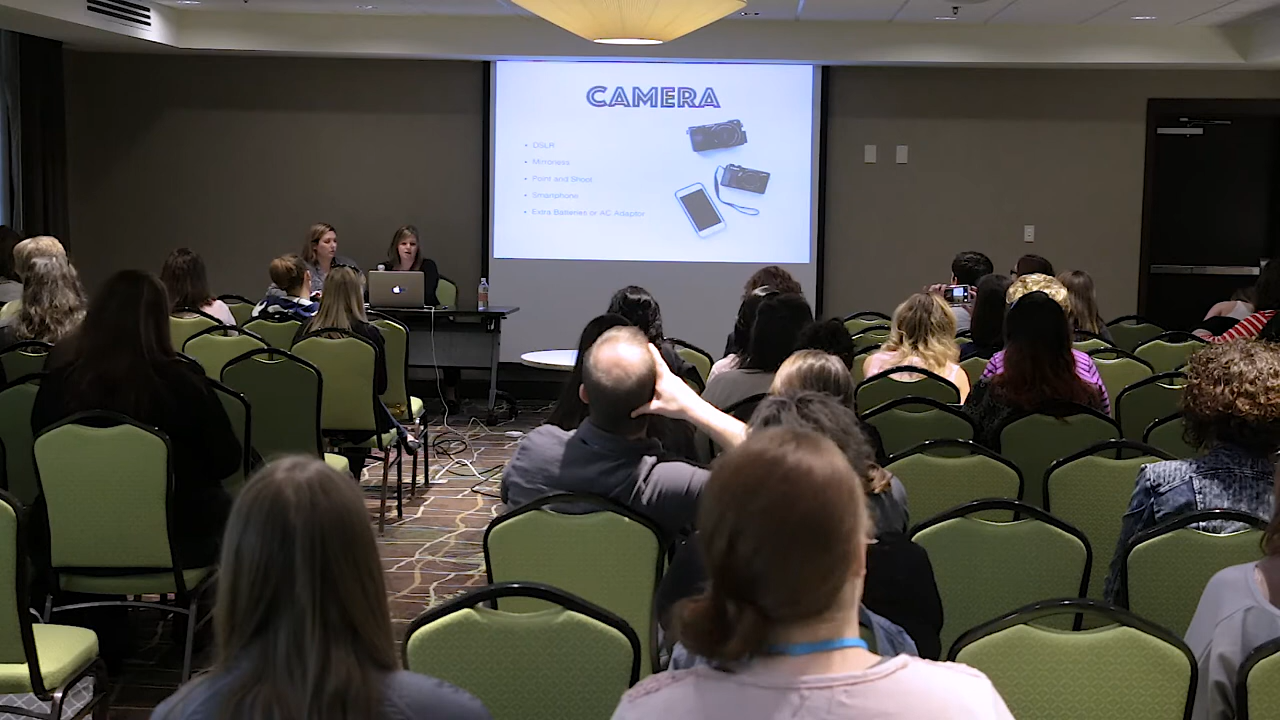 CAMERA
• DSLR
• Mirrorless
• Point and Shoot
• Smartphone
• Extra Batteries or AC Adaptor